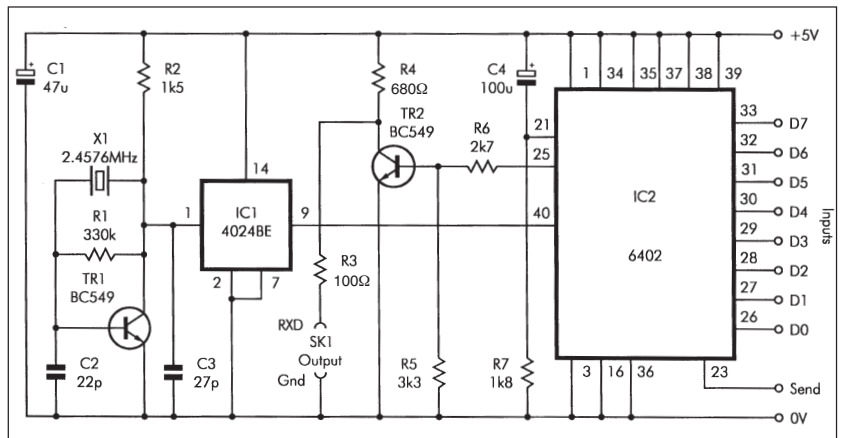 +5V
C1
47u
R2
1k5
R4
680Ω
C4
100u
1 34 35 37 38 39
TR2
BC549
R6
2k7
21
25
33 D7
32 D6
31 D5
30 D4
29 D3
28 D2
27 D1
26 D0
Inputs
X1
2.4576MHz
14
IC1
4024BE
1
9
40
IC2
6402
R1
330k
2 7
TR1
BC549
R3
100Ω
RXD
SK1
Output
Gnd
C2
22p
C3
27p
R5
3k3
R7
1k8
3 16 36 23
Send
0V